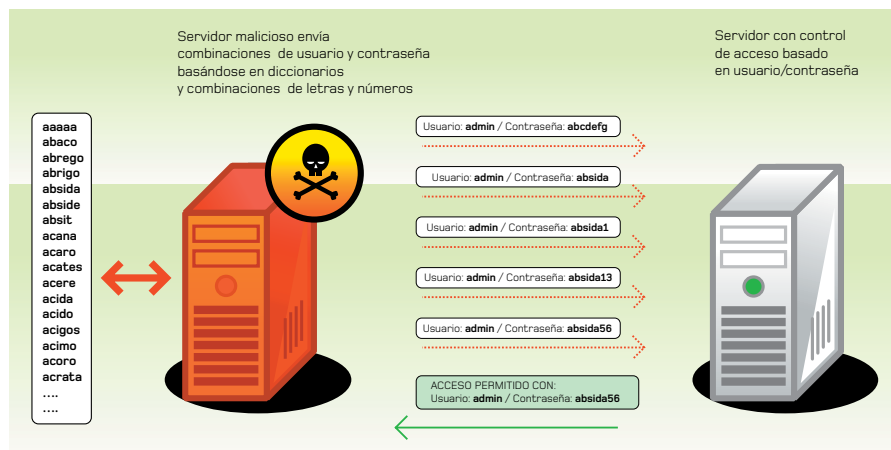 Servidor malicioso envía
combinaciones de usuario y contraseña
basándose en diccionarios
y combinaciones de letras y números
Servidor con control
de acceso basado
en usuario/contraseña
aaaaa
abaco
abrego
abrigo
absida
abside
absit
acana
acaro
acates
acere
acida
acido
acigos
acimo
acoro
acrata
....
....
Usuario: admin / Contraseña: abcdefg
Usuario: admin / Contraseña: absida
Usuario: admin / Contraseña: absida1
Usuario: admin / Contraseña: absida13
Usuario: admin / Contraseña: absida56
ACCESO PERMITIDO CON:
Usuario: admin / Contraseña: absida56